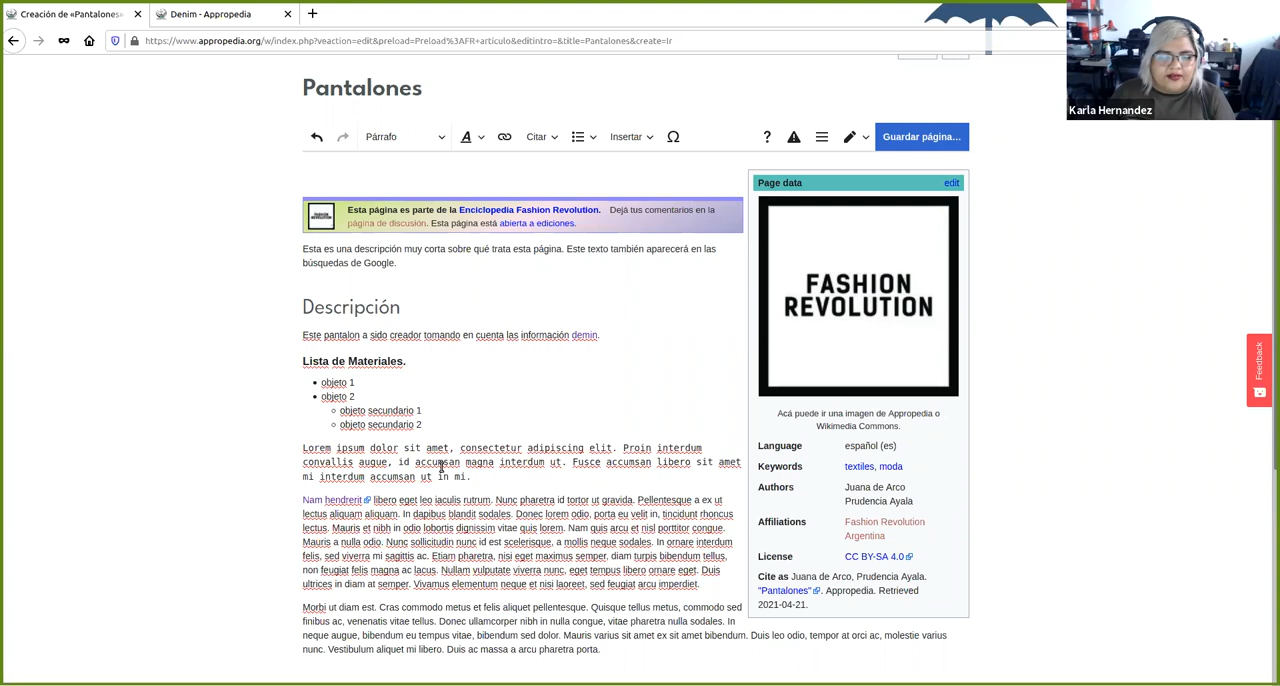 Creación de «Pantalones»
Denim - Appropedia
https://www.appropedia.org/w/index.php?veaction=edit&preload=Preload%3AFR+artículo&editintro=&title=Pantalones&create=Ir
Karla Hernandez
Pantalones
Párrafo
A
Citar
Insertar
Ω
?
Guardar página...
Page data
edit
Esta página es parte de la Enciclopedia Fashion Revolution. Dejá tus comentarios en la
página de discusión. Esta página está abierta a ediciones.
Esta es una descripción muy corta sobre qué trata esta página. Este texto también aparecerá en las
búsquedas de Google.
Descripción
Este pantalon a sido creador tomando en cuenta las información demin.
Lista de Materiales.
objeto 1
objeto 2
objeto secundario 1
objeto secundario 2
Lorem ipsum dolor sit amet, consectetur adipiscing elit. Proin interdum
convallis augue, id accumsan magna interdum ut. Fusce accumsan libero sit amet
mi interdum accumsan ut in mi.
Nam hendrerit libero eget leo iaculis rutrum. Nunc pharetra id tortor ut gravida. Pellentesque a ex ut
lectus aliquam aliquam. In dapibus blandit sodales. Donec lorem odio, porta eu velit in, tincidunt rhoncus
lectus. Mauris et nibh in odio lobortis dignissim vitae quis lorem. Nam quis arcu et nisl porttitor congue.
Mauris a nulla odio. Nunc sollicitudin nunc id est scelerisque, a mollis neque sodales. In ornare interdum
felis, sed viverra mi sagittis ac. Etiam pharetra, nisi eget maximus semper, diam turpis bibendum tellus,
non feugiat felis magna ac lacus. Nullam vulputate viverra nunc, eget tempus libero ornare eget. Duis
ultrices in diam at semper. Vivamus elementum neque et nisi laoreet, sed feugiat arcu imperdiet.
Morbi ut diam est. Cras commodo metus et felis aliquet pellentesque. Quisque tellus metus, commodo sed
finibus ac, venenatis vitae tellus. Donec ullamcorper nibh in nulla congue, vitae pharetra nulla sodales. In
neque augue, bibendum eu tempus vitae, bibendum sed dolor. Mauris varius sit amet ex sit amet bibendum. Duis leo odio, tempor at orci ac, molestie varius
nunc. Vestibulum aliquet mi libero. Duis ac massa a arcu pharetra porta.
FASHION
REVOLUTION
Acá puede ir una imagen de Appropedia o
Wikimedia Commons.
Language español (es)
Keywords textiles, moda
Authors Juana de Arco
Prudencia Ayala
Affiliations Fashion Revolution
Argentina
License CC BY-SA 4.0
Cite as Juana de Arco, Prudencia Ayala.
"Pantalones". Appropedia. Retrieved
2021-04-21.
Feedback